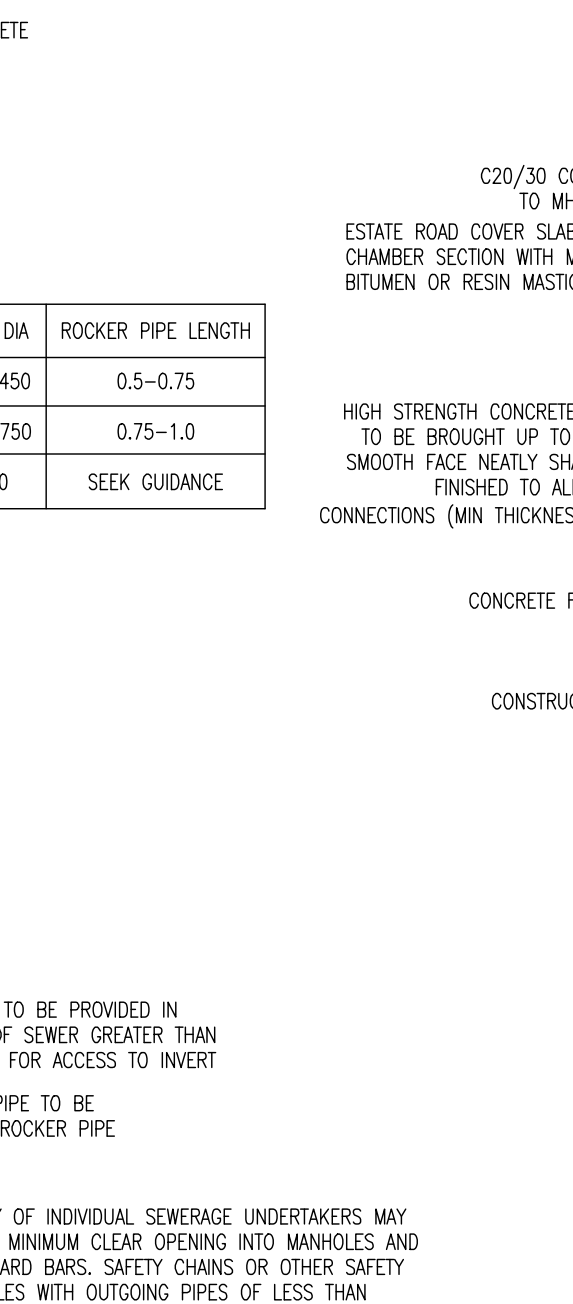 ETE
C20/30 CO
TO MH
ESTATE ROAD COVER SLAB
CHAMBER SECTION WITH M
BITUMEN OR RESIN MASTIC
DIA ROCKER PIPE LENGTH
450 0.5-0.75
750 0.75-1.0
0 SEEK GUIDANCE
HIGH STRENGTH CONCRETE
TO BE BROUGHT UP TO
SMOOTH FACE NEATLY SHA
FINISHED TO ALL
CONNECTIONS (MIN THICKNES
CONCRETE F
CONSTRUC
TO BE PROVIDED IN
OF SEWER GREATER THAN
FOR ACCESS TO INVERT
PIPE TO BE
ROCKER PIPE
Y OF INDIVIDUAL SEWERAGE UNDERTAKERS MAY
MINIMUM CLEAR OPENING INTO MANHOLES AND
ARD BARS. SAFETY CHAINS OR OTHER SAFETY
LES WITH OUTGOING PIPES OF LESS THAN